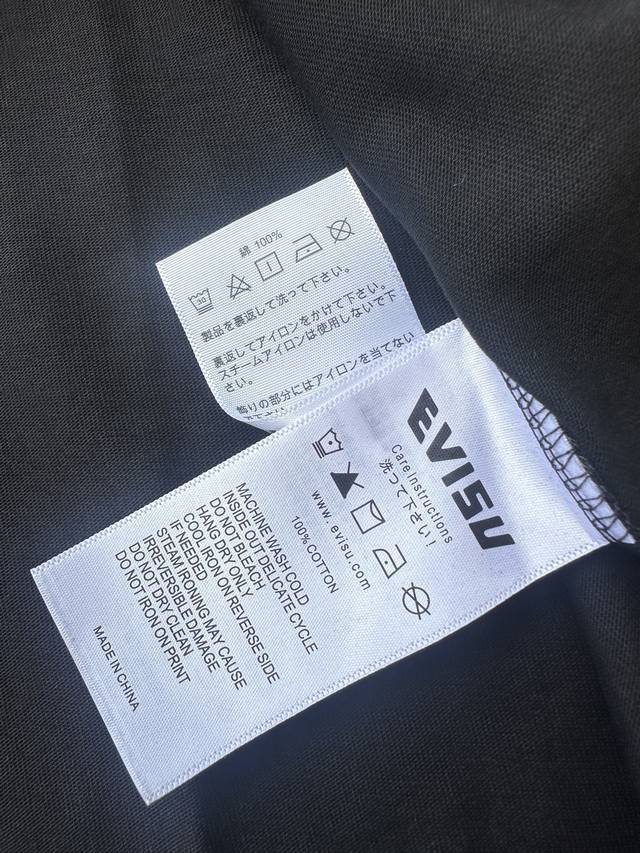 綿 100%
30
製品を裏返して洗って下さい。
裏返してアイロンをかけて下さい。
スチームアイロンは使用しないで下
さい。
飾りの部分にはアイロンを当てない
EVISU
Care Instructions
洗って下さい!
www.evisu.com
100% COTTON
MACHINE WASH COLD
INSIDE OUT DELICATE CYCLE
DO NOT BLEACH
HANG DRY ONLY
COOL IRON ON REVERSE SIDE
IF NEEDED
STEAM IRONING MAY CAUSE
IRREVERSIBLE DAMAGE
DO NOT DRY CLEAN
DO NOT IRON ON PRINT
MADE IN CHINA